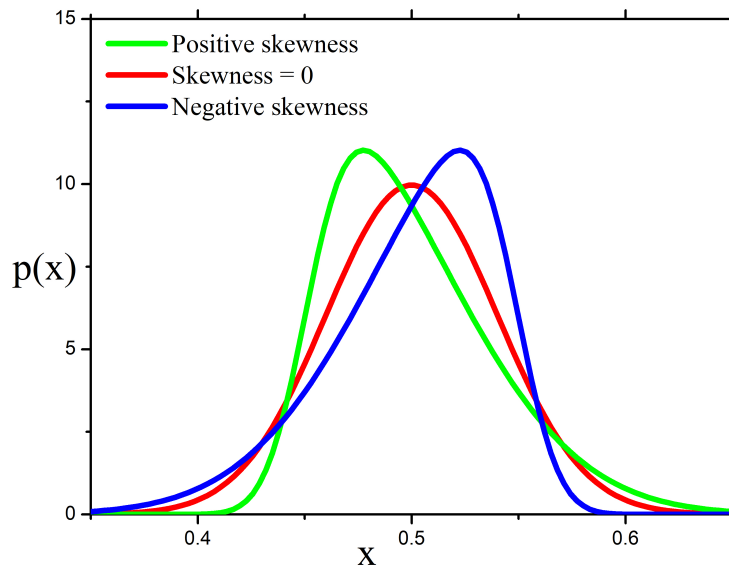 15
Positive skewness
Skewness = 0
Negative skewness
10
p(x)
5
0
0.4
0.5
0.6
x